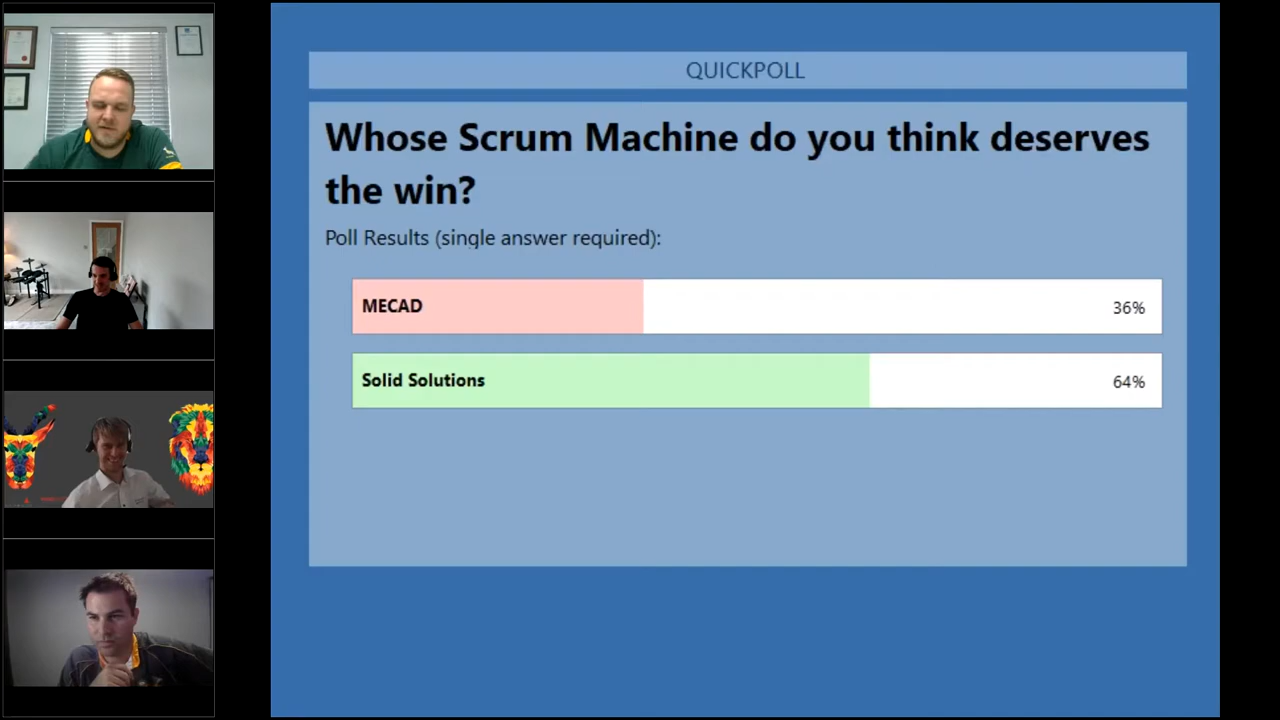 QUICKPOLL
Whose Scrum Machine do you think deserves
the win?
Poll Results (single answer required):
MECAD
36%
Solid Solutions
64%